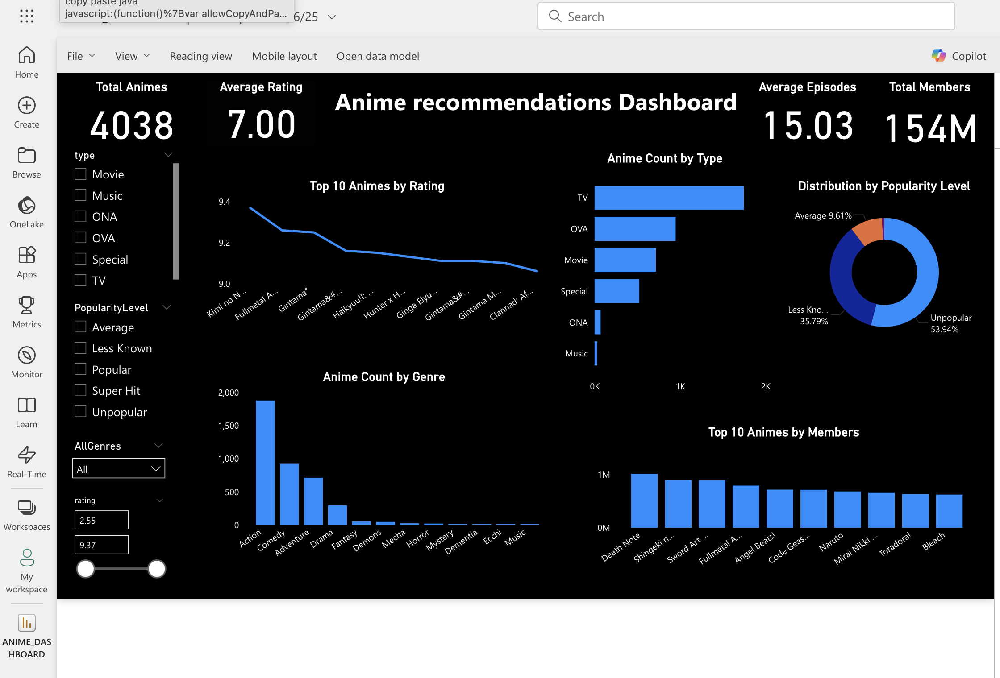 copy paste java
javascript:(function()%7Bvar allowCopyAndPa...
6/25
Search
File
View
Reading view
Mobile layout
Open data model
Copilot
Home
Create
Browse
OneLake
Apps
Metrics
Monitor
Learn
Real-Time
Workspaces
My
workspace
ANIME_DAS
HBOARD
Total Animes
4038
Average Rating
7.00
Anime recommendations Dashboard
Average Episodes
15.03
Total Members
154M
type
Movie
Music
ONA
OVA
Special
TV
PopularityLevel
Average
Less Known
Popular
Super Hit
Unpopular
AllGenres
All
rating
2.55
9.37
Top 10 Animes by Rating
9.4
9.2
9.0
Kimi no N...
Fullmetal A...
Gintama°
Gintama&#...
Haikyuu!!: ...
Hunter x H...
Ginga Eiyu...
Gintama&#...
Gintama M...
Clannad: Af...
Anime Count by Type
TV
OVA
Movie
Special
ONA
Music
0K
1K
2K
Distribution by Popularity Level
Average 9.61%
Less Kno...
35.79%
Unpopular
53.94%
Anime Count by Genre
2,000
1,500
1,000
500
0
Action
Comedy
Adventure
Drama
Fantasy
Demons
Mecha
Horror
Mystery
Dementia
Ecchi
Music
Top 10 Animes by Members
1M
0M
Death Note
Shingeki n...
Sword Art ...
Fullmetal A...
Angel Beats!
Code Geas...
Naruto
Mirai Nikki ...
Toradora!
Bleach